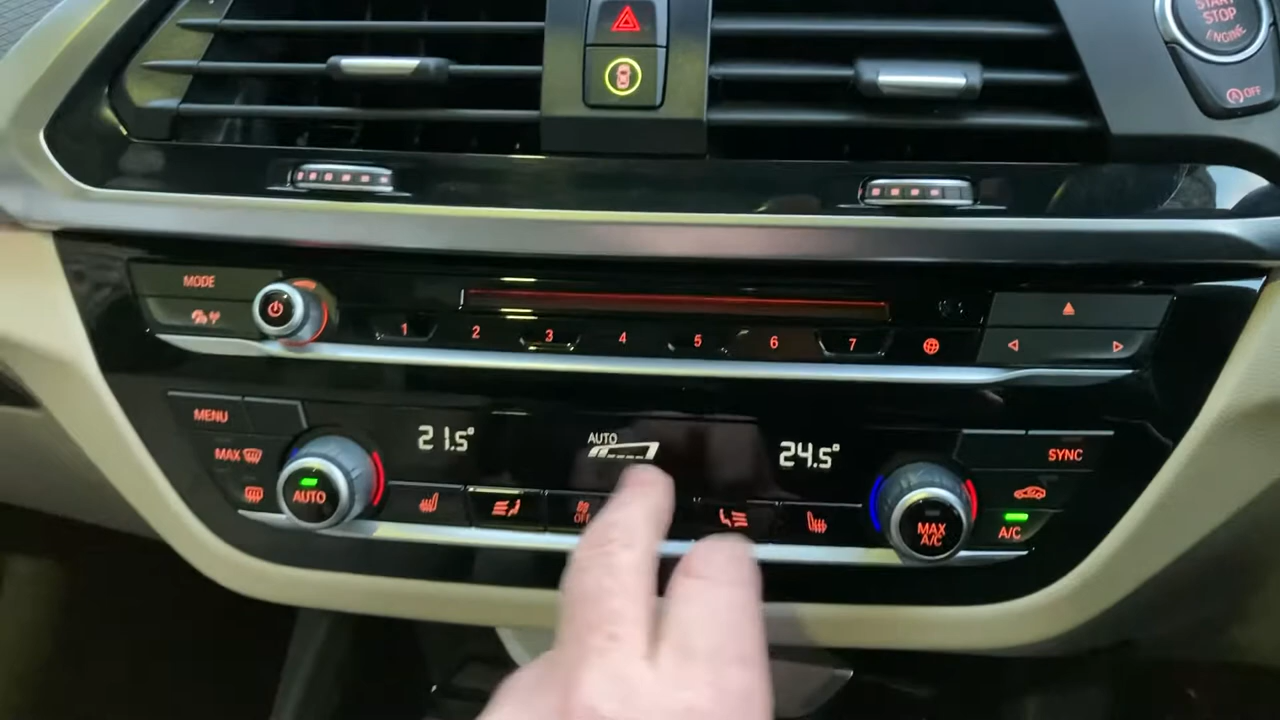 START
STOP
ENGINE
OFF
MODE
1 2 3 4 5 6 7
MENU
21.5° AUTO 24.5°
MAX
SYNC
AUTO
OFF
MAX
A/C
A/C